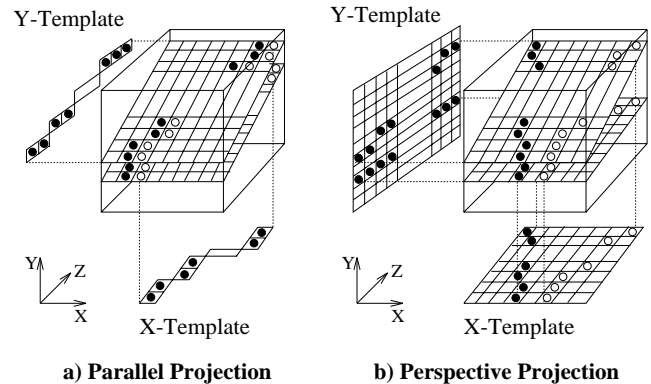 Y-Template
Y-Template
Y
Z
X
X-Template
Y
Z
X
X-Template
a) Parallel Projection
b) Perspective Projection